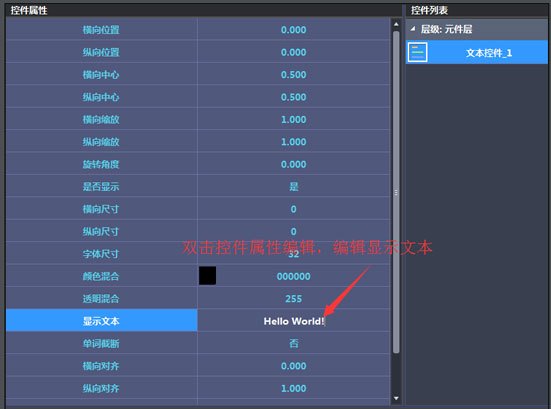 控件属性
控件列表
横向位置 0.000
层级: 元件层
纵向位置 0.000
文本控件_1
横向中心 0.500
纵向中心 0.500
横向缩放 1.000
纵向缩放 1.000
旋转角度 0.000
是否显示 是
横向尺寸 0
纵向尺寸 0
双击控件属性编辑，编辑显示文本
字体尺寸 32
颜色混合 000000
透明混合 255
显示文本 Hello World!
单词截断 否
横向对齐 0.000
纵向对齐 1.000